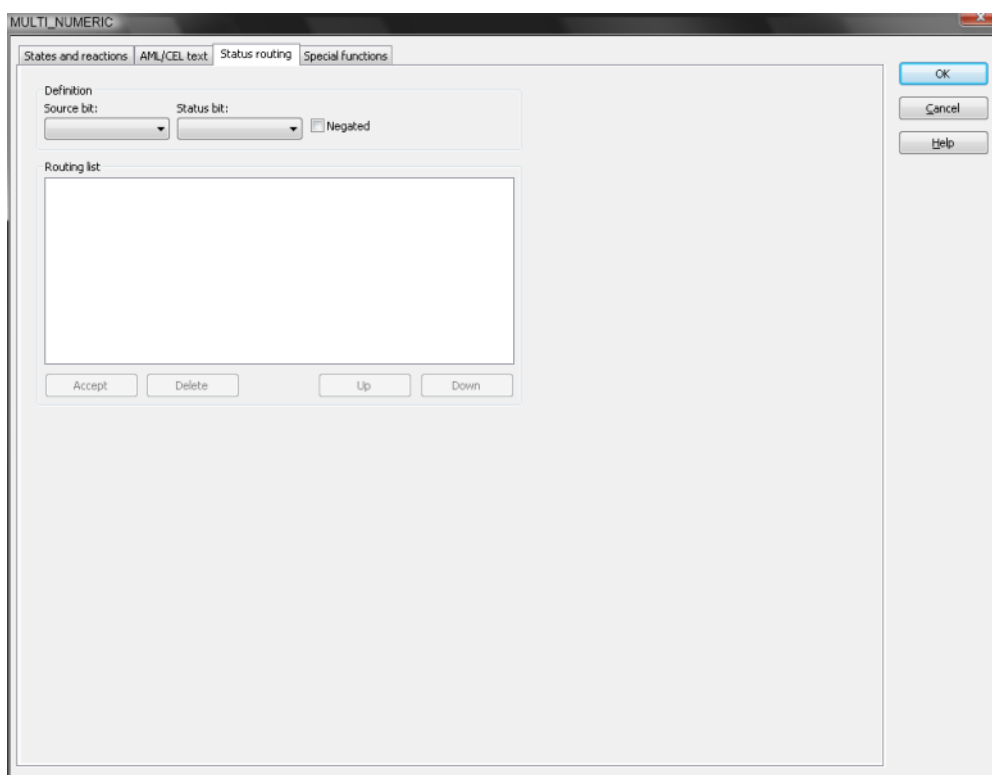 MULTI_NUMERIC
States and reactions AML/CEL text Status routing Special functions
OK
Cancel
Help
Definition
Source bit: Status bit:
Negated
Routing list
Accept Delete Up Down